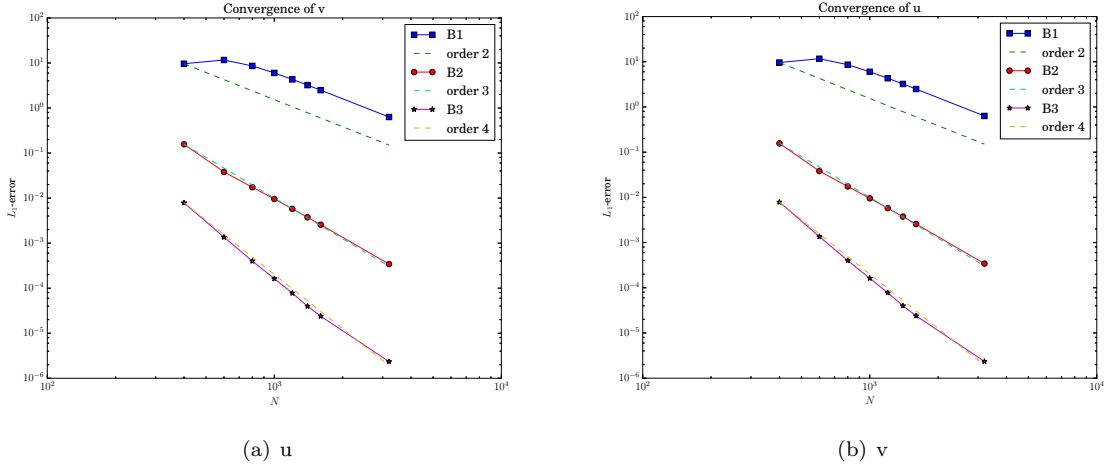 Convergence of v
10²
10¹
10⁰
10⁻¹
10⁻²
10⁻³
10⁻⁴
10⁻⁵
10⁻⁶
L₁-error
B1
order 2
B2
order 3
B3
order 4
10² 10³ 10⁴
N
(a) u
Convergence of u
10²
10¹
10⁰
10⁻¹
10⁻²
10⁻³
10⁻⁴
10⁻⁵
10⁻⁶
L₁-error
B1
order 2
B2
order 3
B3
order 4
10² 10³ 10⁴
N
(b) v